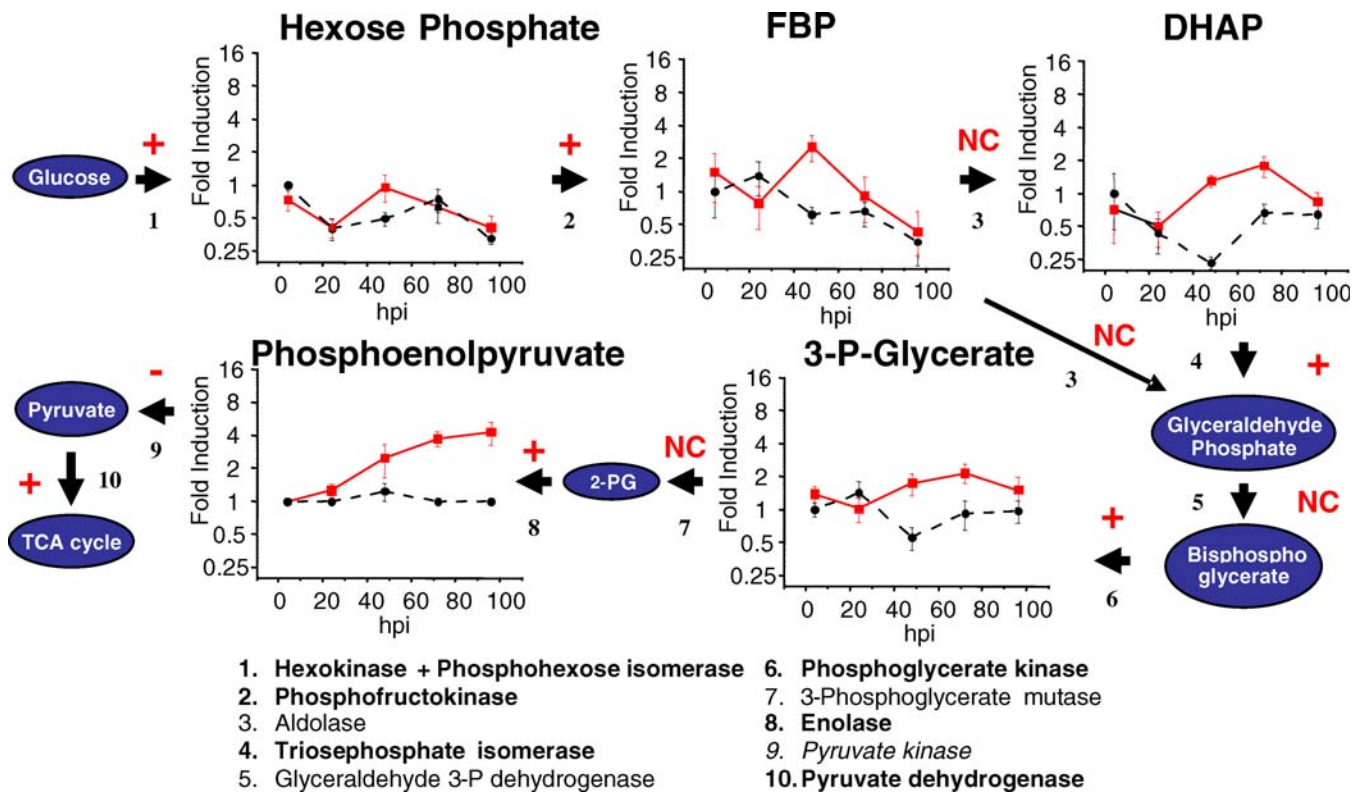 Hexose Phosphate
FBP
DHAP
Fold Induction
16
8
4
2
1
0.5
0.25
0 20 40 60 80 100
hpi
Fold Induction
16
8
4
2
1
0.5
0.25
0 20 40 60 80 100
hpi
Fold Induction
16
8
4
2
1
0.5
0.25
0 20 40 60 80 100
hpi
Glucose
+
1
+
2
NC
3
NC
3
4
+
Glyceraldehyde
Phosphate
5
NC
Bisphospho
glycerate
+
6
3-P-Glycerate
Fold Induction
16
8
4
2
1
0.5
0.25
0 20 40 60 80 100
hpi
NC
7
2-PG
+
8
Phosphoenolpyruvate
Fold Induction
16
8
4
2
1
0.5
0.25
0 20 40 60 80 100
hpi
-
9
Pyruvate
+
10
TCA cycle
1. Hexokinase + Phosphohexose isomerase
2. Phosphofructokinase
3. Aldolase
4. Triosephosphate isomerase
5. Glyceraldehyde 3-P dehydrogenase
6. Phosphoglycerate kinase
7. 3-Phosphoglycerate mutase
8. Enolase
9. Pyruvate kinase
10. Pyruvate dehydrogenase